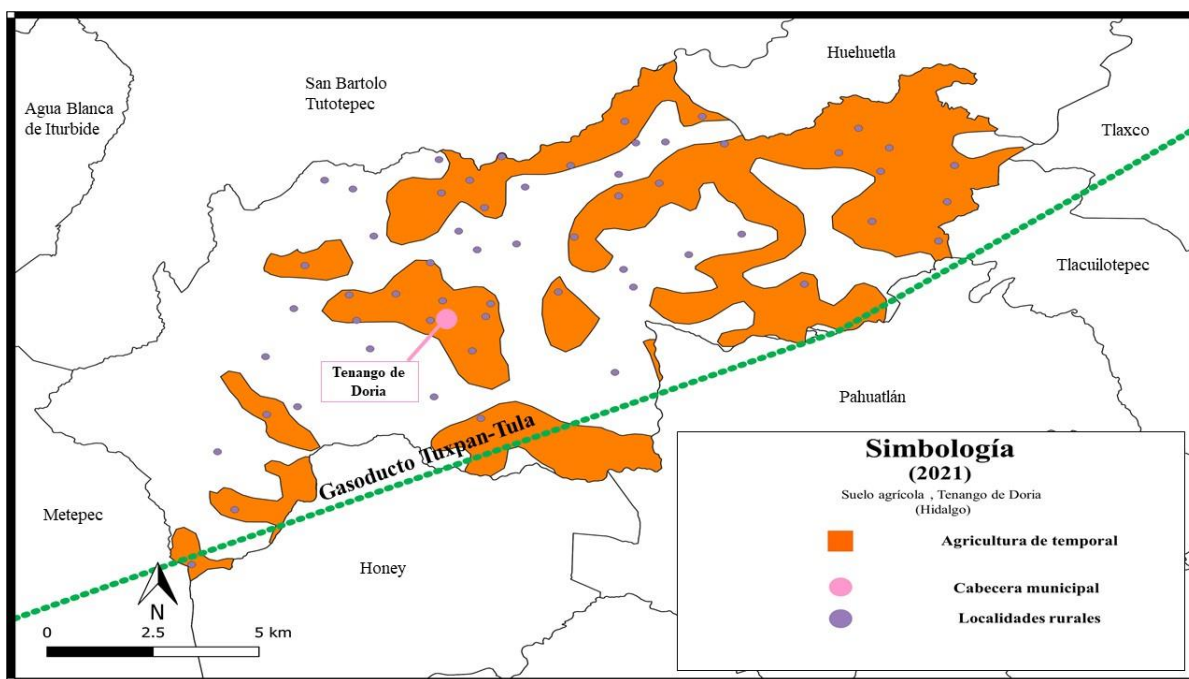 Huehuetla
San Bartolo
Tutotepec
Agua Blanca
de Iturbide
Tlaxco
Tlacuilotepec
Tenango de
Doria
Pahuatlán
Gasoducto Tuxpan-Tula
Metepec
Honey
N
0 2.5 5 km
Simbología
(2021)
Suelo agrícola , Tenango de Doria
(Hidalgo)
Agricultura de temporal
Cabecera municipal
Localidades rurales